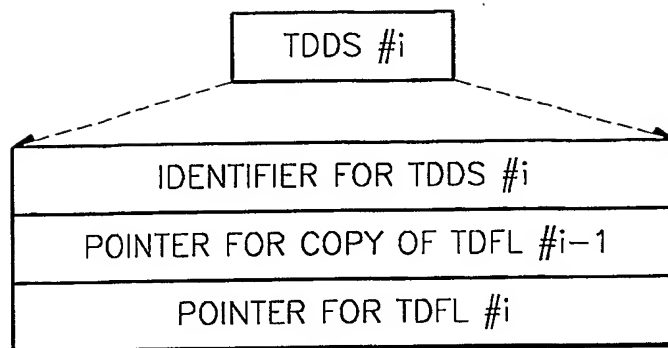 TDDS #i
IDENTIFIER FOR TDDS #i
POINTER FOR COPY OF TDFL #i-1
POINTER FOR TDFL #i